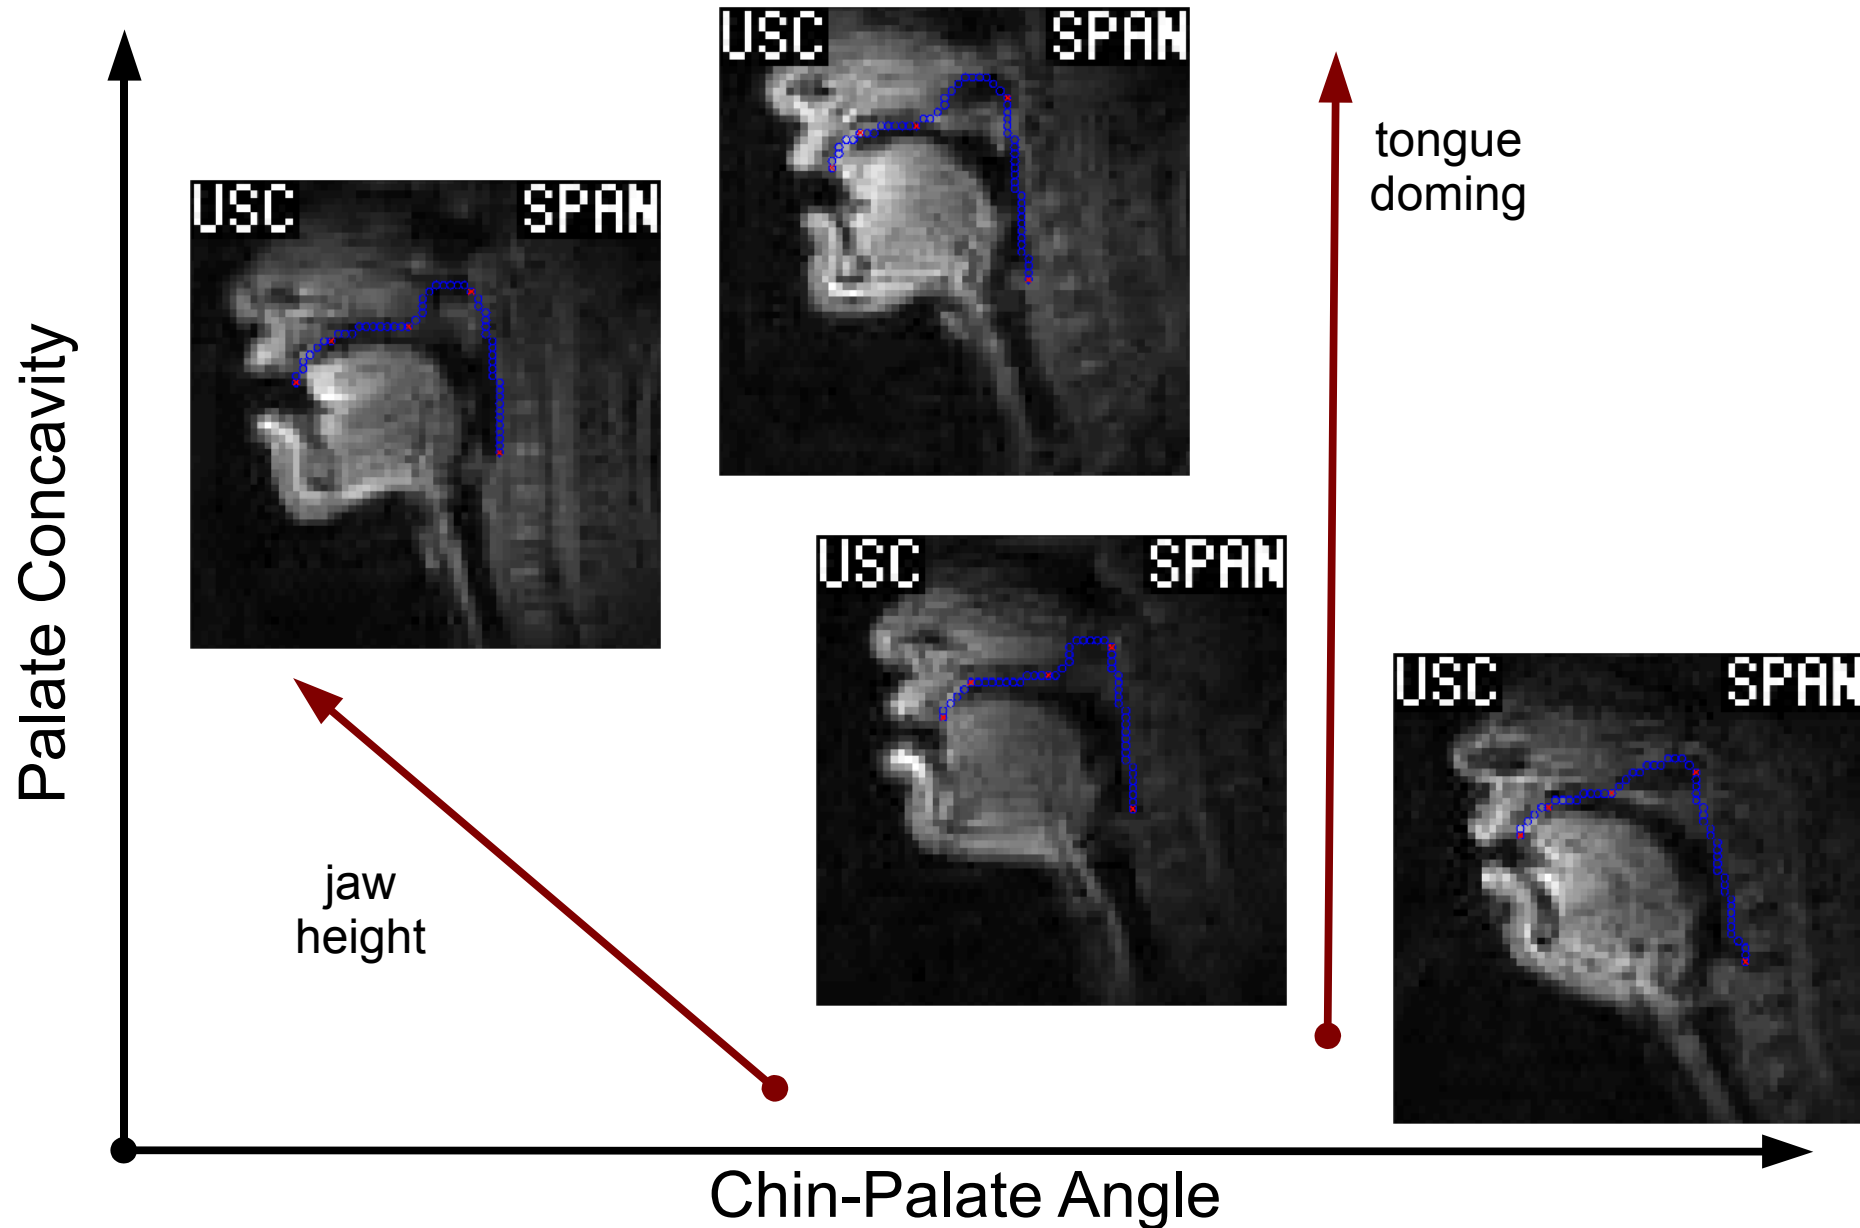 USC SPAN
tongue
doming
USC SPAN
Palate Concavity
USC SPAN
USC SPAN
jaw
height
Chin-Palate Angle